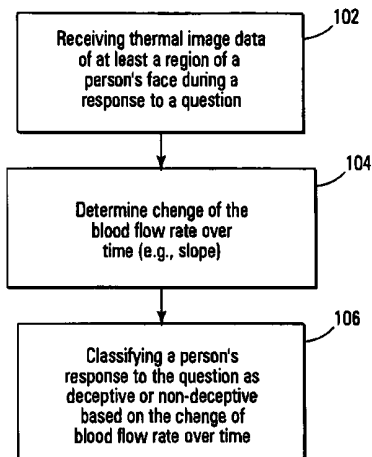 102
Receiving thermal image data
of at least a region of a
person's face during a
response to a question
104
Determine change of the
blood flow rate over
time (e.g., slope)
106
Classifying a person's
response to the question as
deceptive or non-deceptive
based on the change of
blood flow rate over time